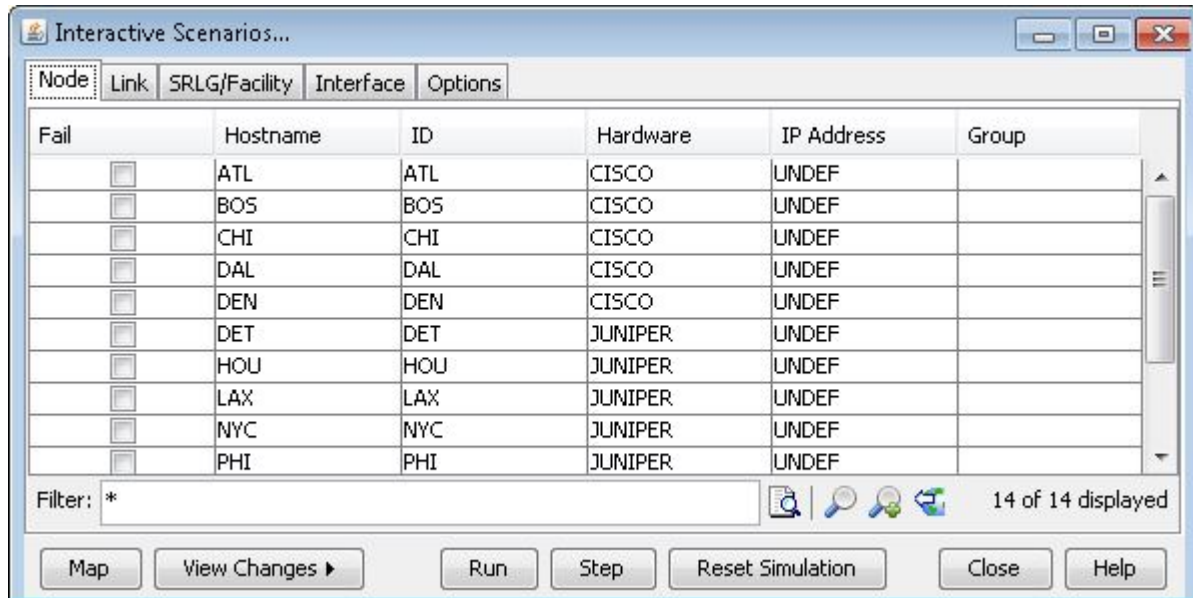 Interactive Scenarios...
Node Link SRLG/Facility Interface Options
Fail Hostname ID Hardware IP Address Group
ATL ATL CISCO UNDEF
BOS BOS CISCO UNDEF
CHI CHI CISCO UNDEF
DAL DAL CISCO UNDEF
DEN DEN CISCO UNDEF
DET DET JUNIPER UNDEF
HOU HOU JUNIPER UNDEF
LAX LAX JUNIPER UNDEF
NYC NYC JUNIPER UNDEF
PHI PHI JUNIPER UNDEF
Filter: * 14 of 14 displayed
Map View Changes Run Step Reset Simulation Close Help